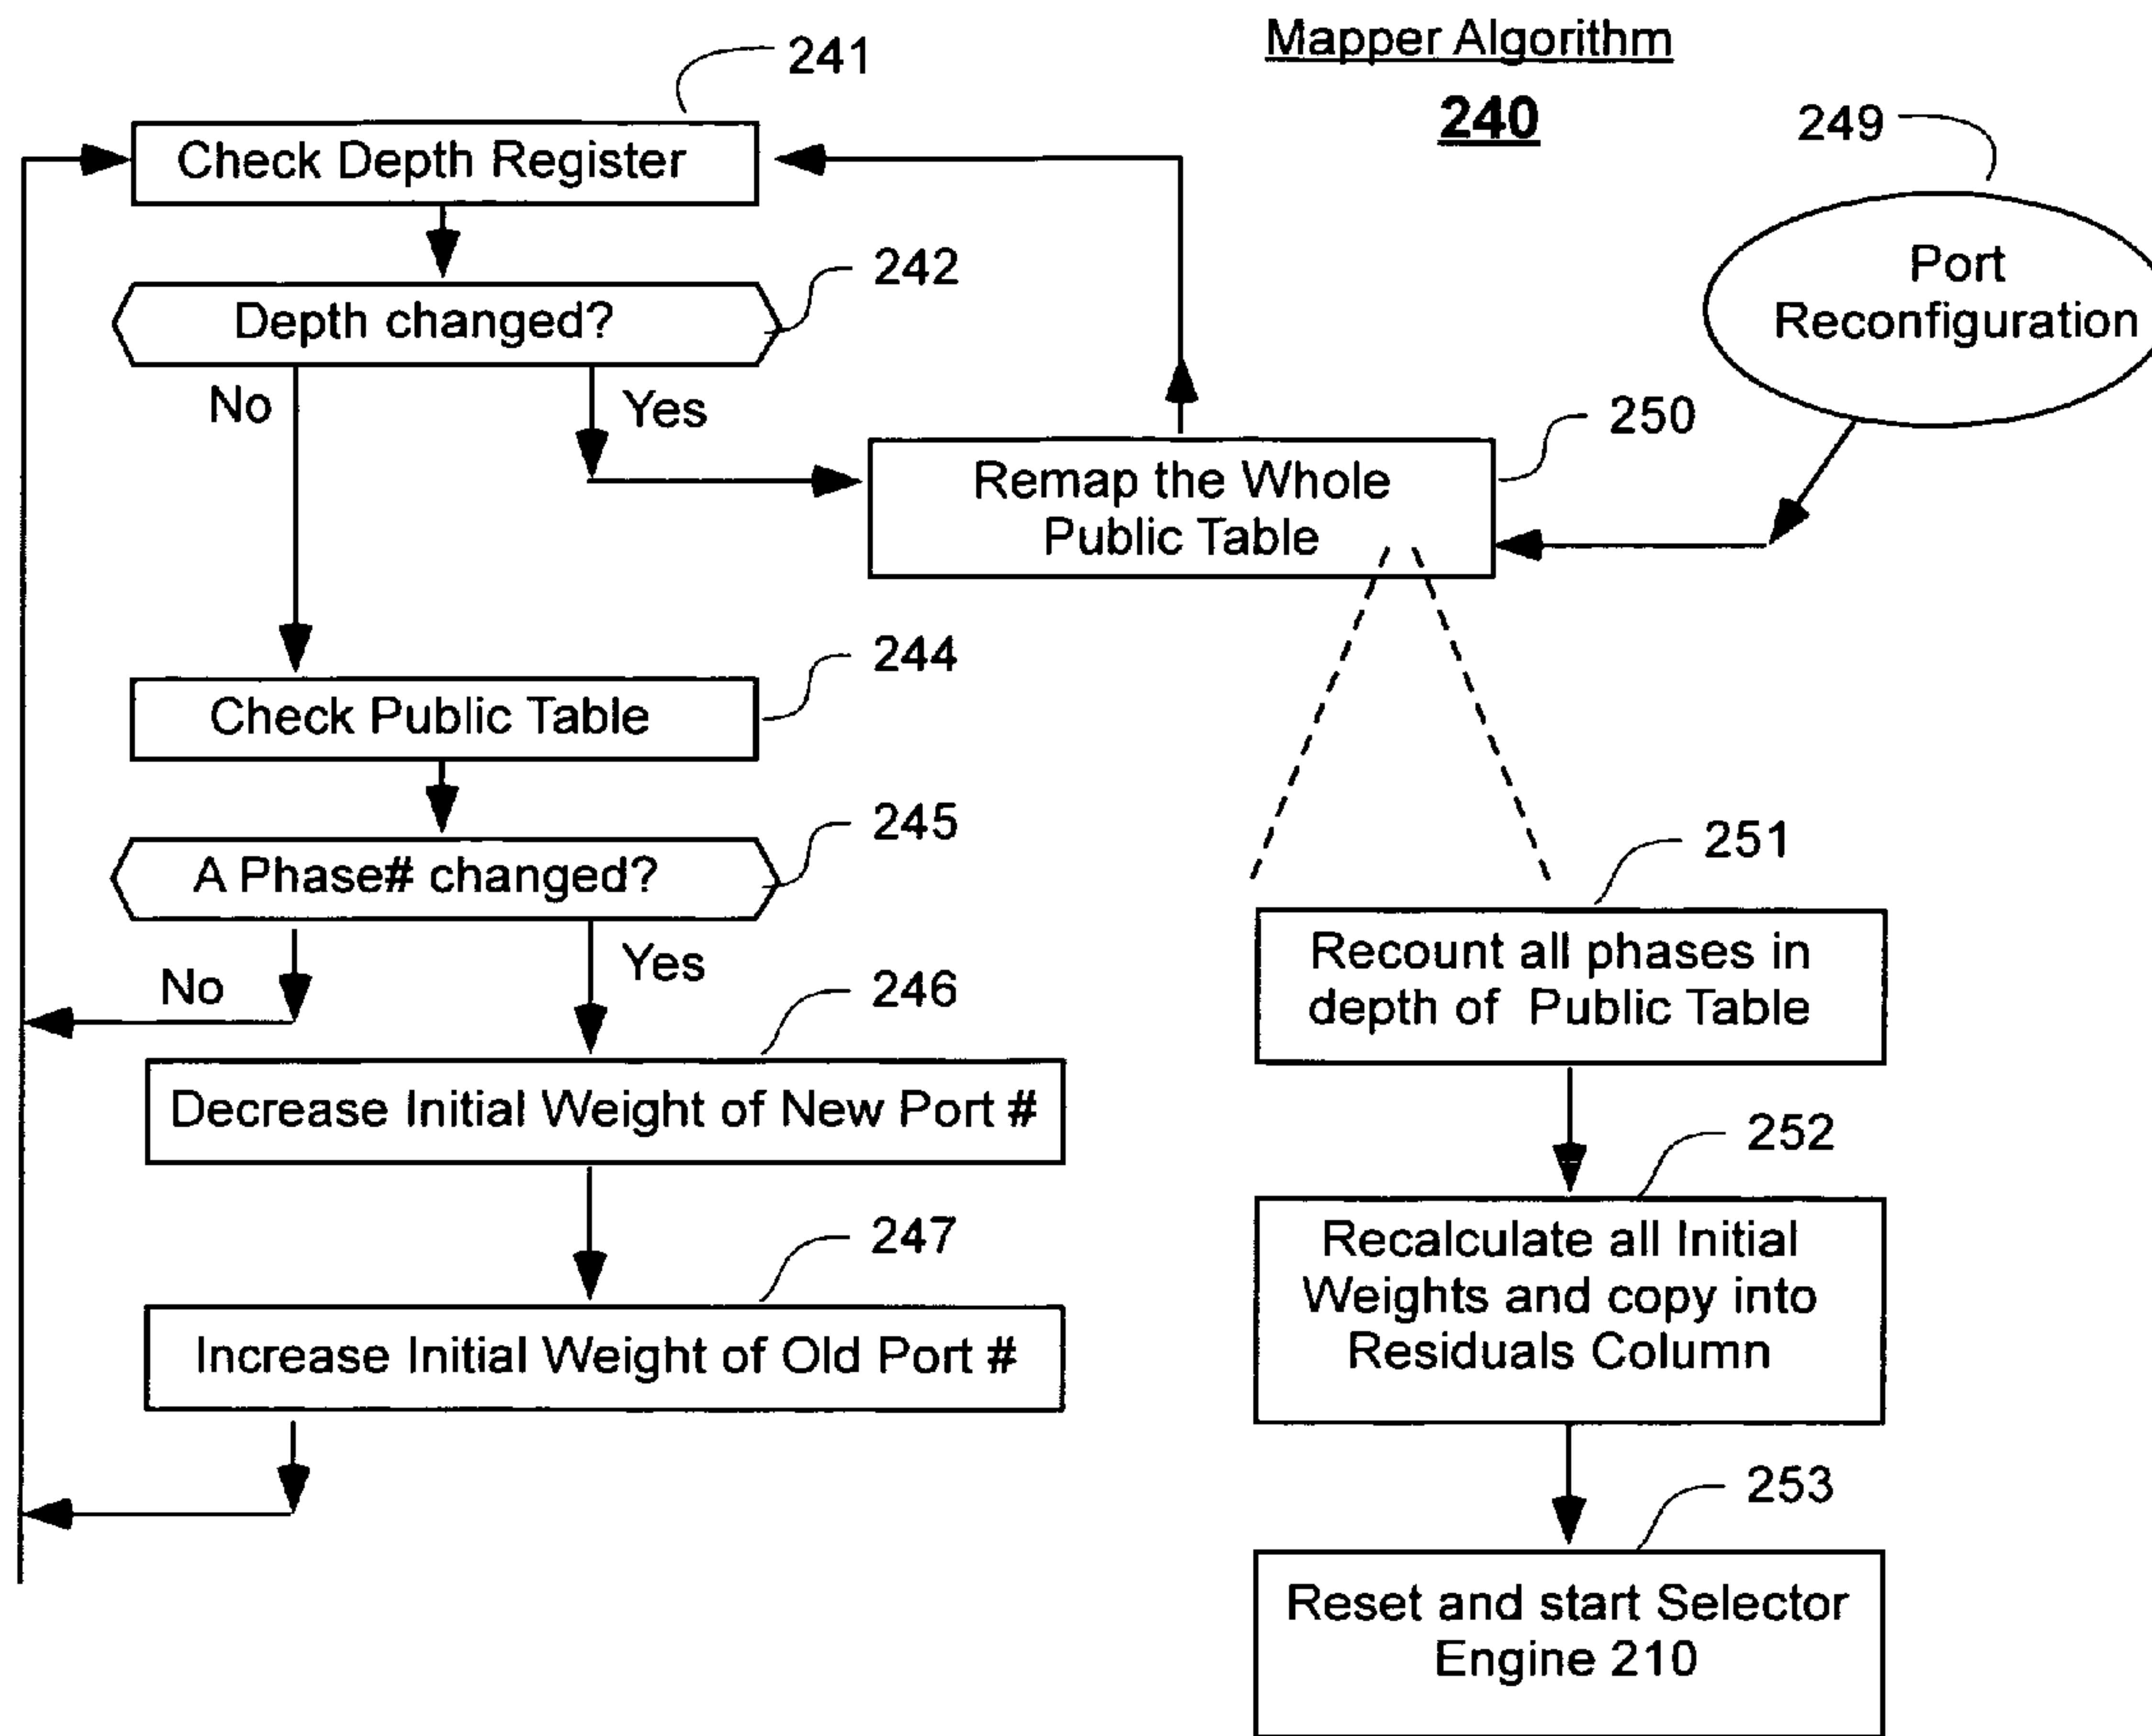 Mapper Algorithm
240
241
Check Depth Register
242
Depth changed?
No
Yes
249
Port
Reconfiguration
250
Remap the Whole
Public Table
244
Check Public Table
245
A Phase# changed?
No
Yes
246
Decrease Initial Weight of New Port #
247
Increase Initial Weight of Old Port #
251
Recount all phases in
depth of Public Table
252
Recalculate all Initial
Weights and copy into
Residuals Column
253
Reset and start Selector
Engine 210